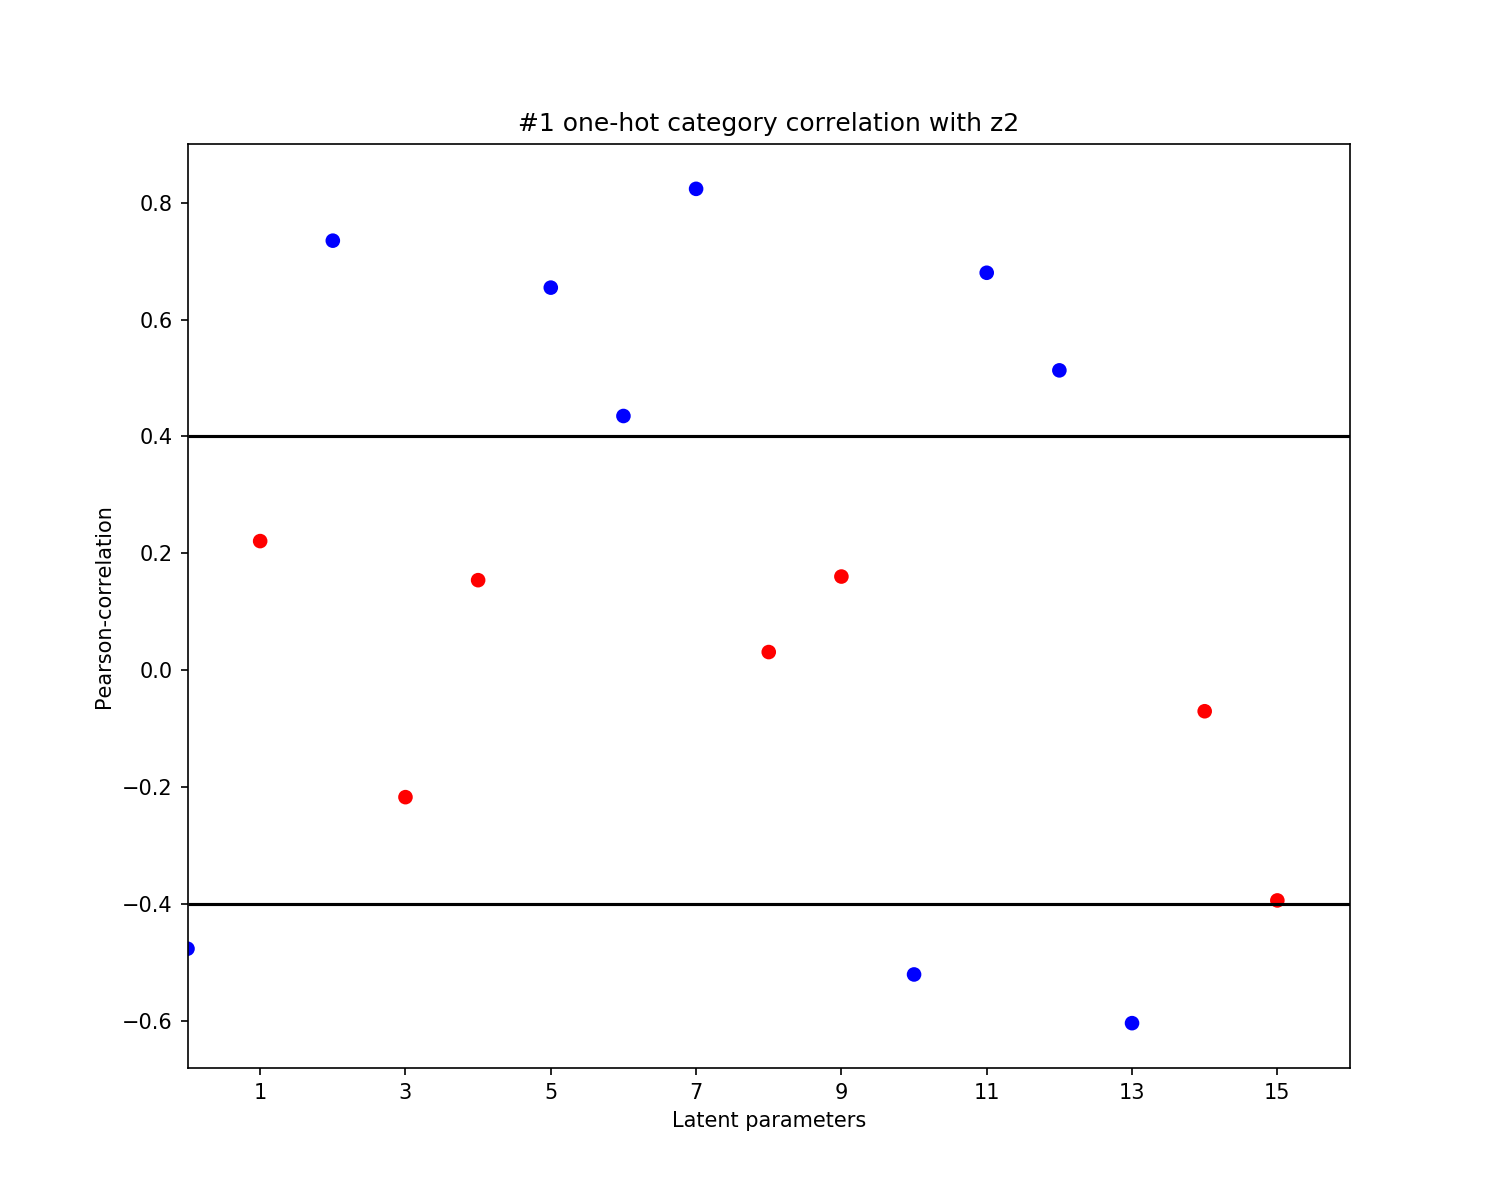 #1 one-hot category correlation with z2
0.8
0.6
0.4
0.2
0.0
−0.2
−0.4
−0.6
Pearson-correlation
1 3 5 7 9 11 13 15
Latent parameters